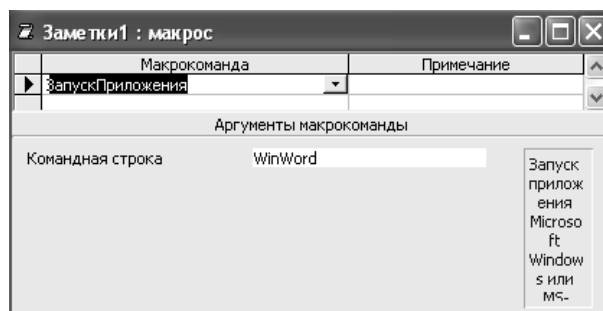 Заметки1 : макрос
Макрокоманда Примечание
ЗапускПриложения
Аргументы макрокоманды
Командная строка WinWord
Запуск
прилож
ения
Microso
ft
Window
s или
MS-